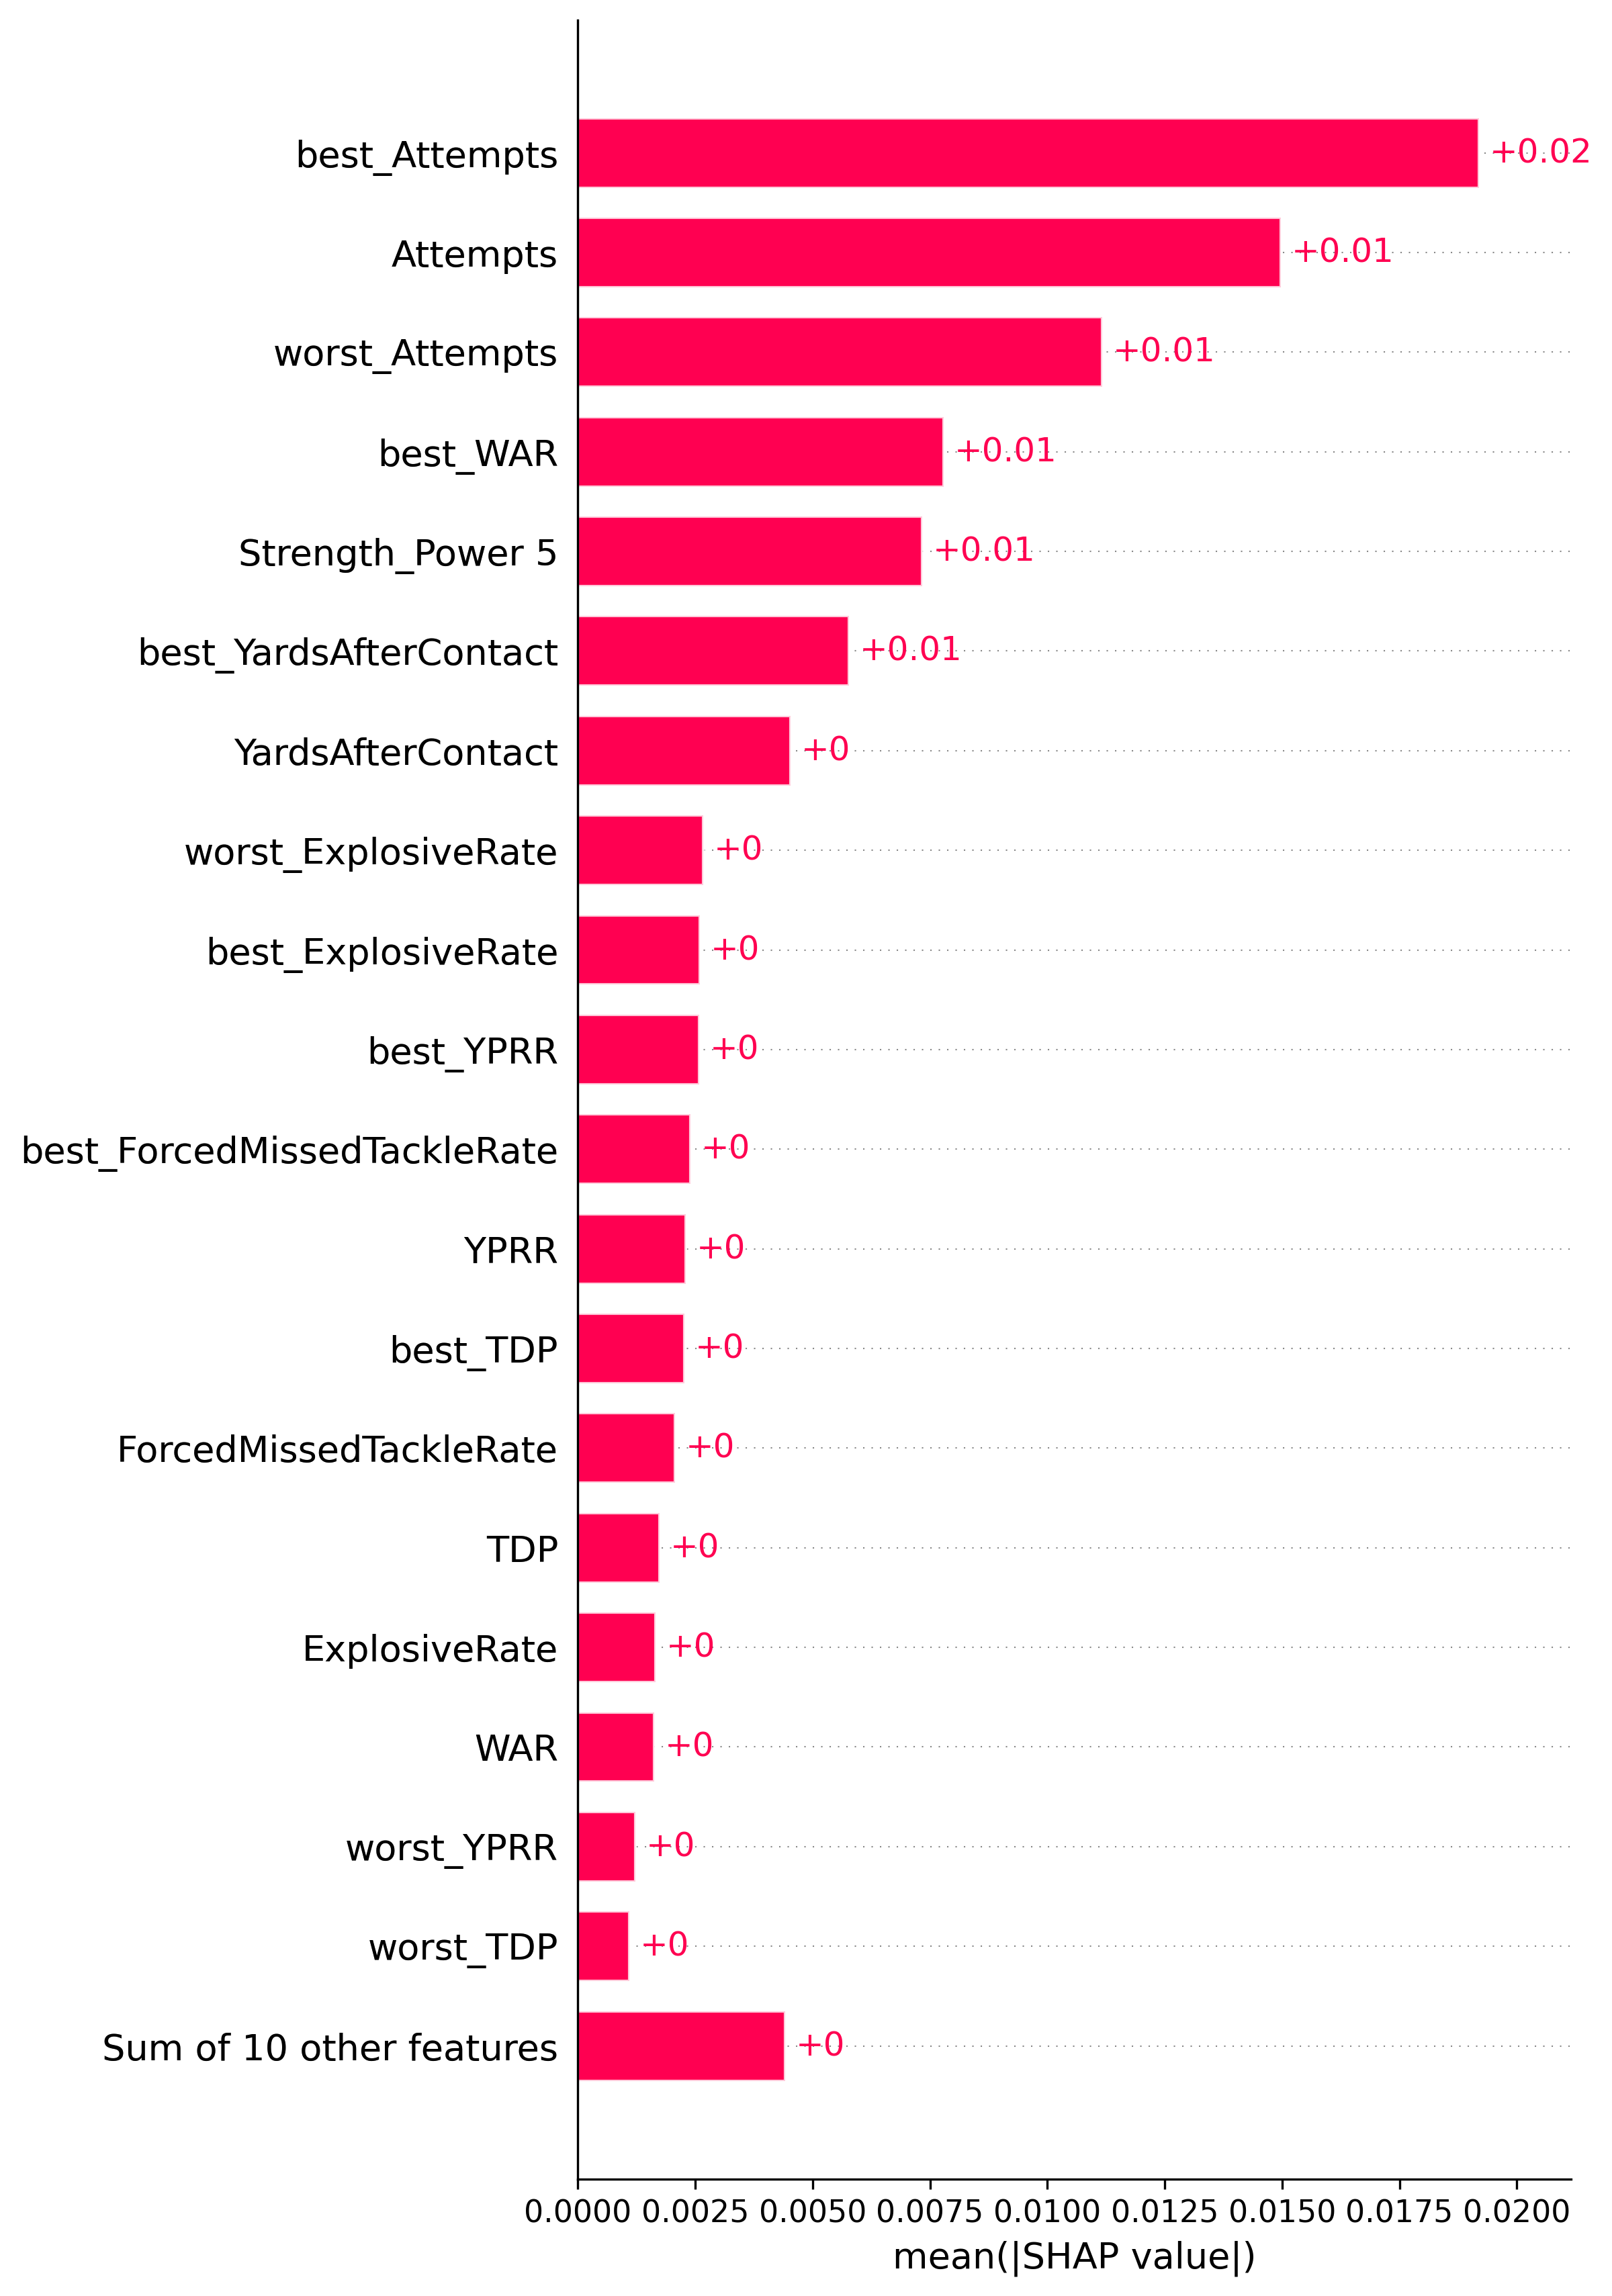 best_Attempts +0.02
Attempts +0.01
worst_Attempts +0.01
best_WAR +0.01
Strength_Power 5 +0.01
best_YardsAfterContact +0.01
YardsAfterContact +0
worst_ExplosiveRate +0
best_ExplosiveRate +0
best_YPRR +0
best_ForcedMissedTackleRate +0
YPRR +0
best_TDP +0
ForcedMissedTackleRate +0
TDP +0
ExplosiveRate +0
WAR +0
worst_YPRR +0
worst_TDP +0
Sum of 10 other features +0
0.0000 0.0025 0.0050 0.0075 0.0100 0.0125 0.0150 0.0175 0.0200
mean(|SHAP value|)